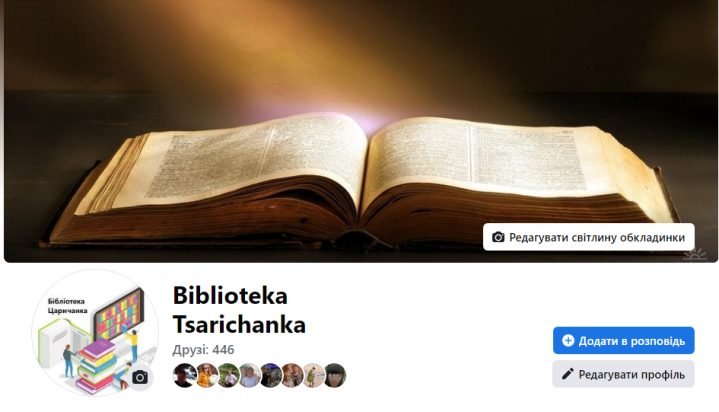 Редагувати світлину обкладинки
Бібліотека
Царичанка
Biblioteka
Tsarichanka
Друзі: 446
Додати в розповідь
Редагувати профіль